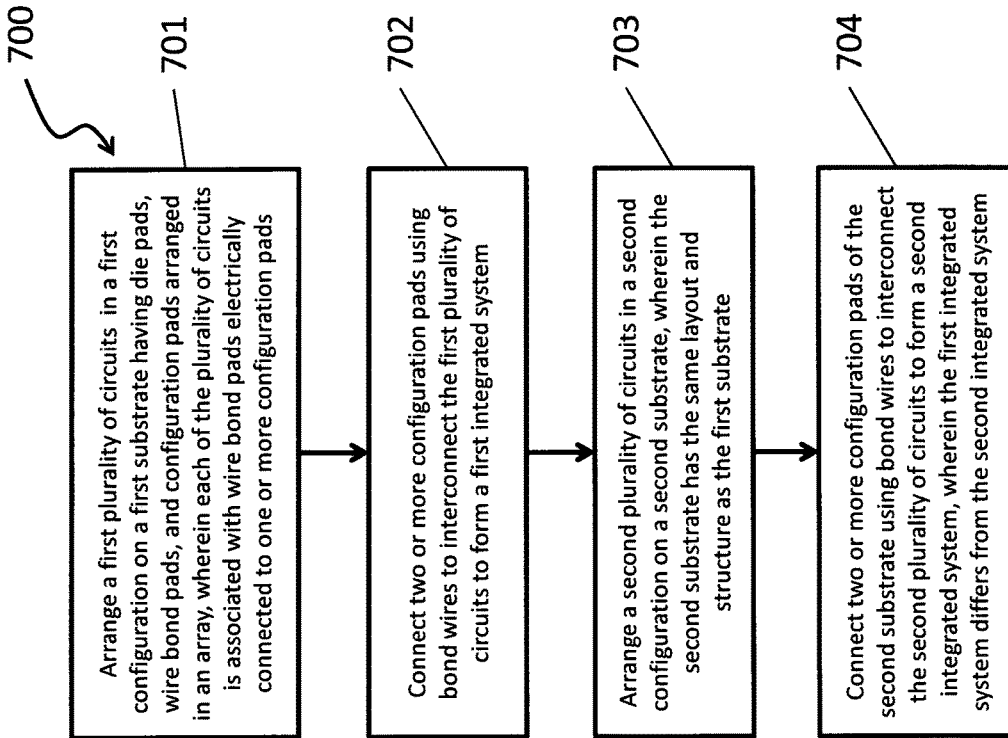 700
Arrange a first plurality of circuits in a first
configuration on a first substrate having die pads,
wire bond pads, and configuration pads arranged
in an array, wherein each of the plurality of circuits
is associated with wire bond pads electrically
connected to one or more configuration pads
701
Connect two or more configuration pads using
bond wires to interconnect the first plurality of
circuits to form a first integrated system
702
Arrange a second plurality of circuits in a second
configuration on a second substrate, wherein the
second substrate has the same layout and
structure as the first substrate
703
Connect two or more configuration pads of the
second substrate using bond wires to interconnect
the second plurality of circuits to form a second
integrated system, wherein the first integrated
system differs from the second integrated system
704